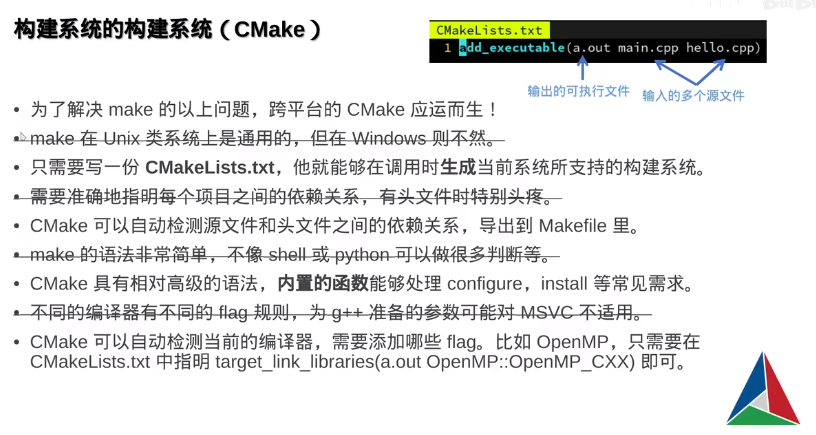 构建系统的构建系统（CMake）
CMakeLists.txt
1 add_executable(a.out main.cpp hello.cpp)
输出的可执行文件 输入的多个源文件
• 为了解决 make 的以上问题，跨平台的 CMake 应运而生！
• make 在 Unix 类系统上是通用的，但在 Windows 则不然。
• 只需要写一份 CMakeLists.txt，他就能够在调用时生成当前系统所支持的构建系统。
• 需要准确地指明每个项目之间的依赖关系，有头文件时特别头疼。
• CMake 可以自动检测源文件和头文件之间的依赖关系，导出到 Makefile 里。
• make 的语法非常简单，不像 shell 或 python 可以做很多判断等。
• CMake 具有相对高级的语法，内置的函数能够处理 configure，install 等常见需求。
• 不同的编译器有不同的 flag 规则，为 g++ 准备的参数可能对 MSVC 不适用。
• CMake 可以自动检测当前的编译器，需要添加哪些 flag。比如 OpenMP，只需要在
CMakeLists.txt 中指明 target_link_libraries(a.out OpenMP::OpenMP_CXX) 即可。